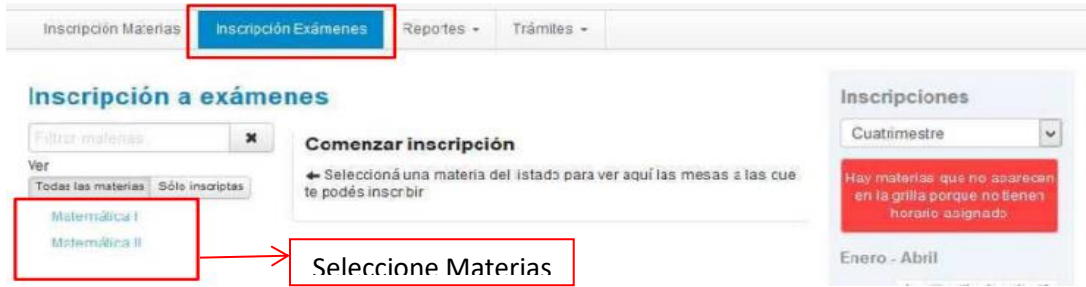 Inscripción Materias
Inscripción Exámenes
Reportes
Trámites
Inscripción a exámenes
Filtrar materias
Ver
Todas las materias
Sólo inscriptas
Matemática I
Matemática II
Comenzar inscripción
Seleccioná una materia del listado para ver aquí las mesas a las que
te podés inscribir
Seleccione Materias
Inscripciones
Cuatrimestre
Hay materias que no aparecen
en la grilla porque no tienen
horario asignado
Enero - Abril